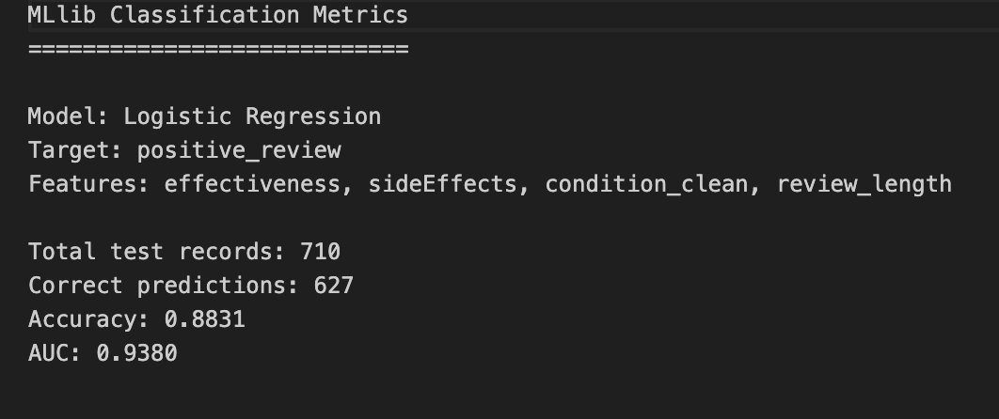 MLlib Classification Metrics
============================
Model: Logistic Regression
Target: positive_review
Features: effectiveness, sideEffects, condition_clean, review_length
Total test records: 710
Correct predictions: 627
Accuracy: 0.8831
AUC: 0.9380